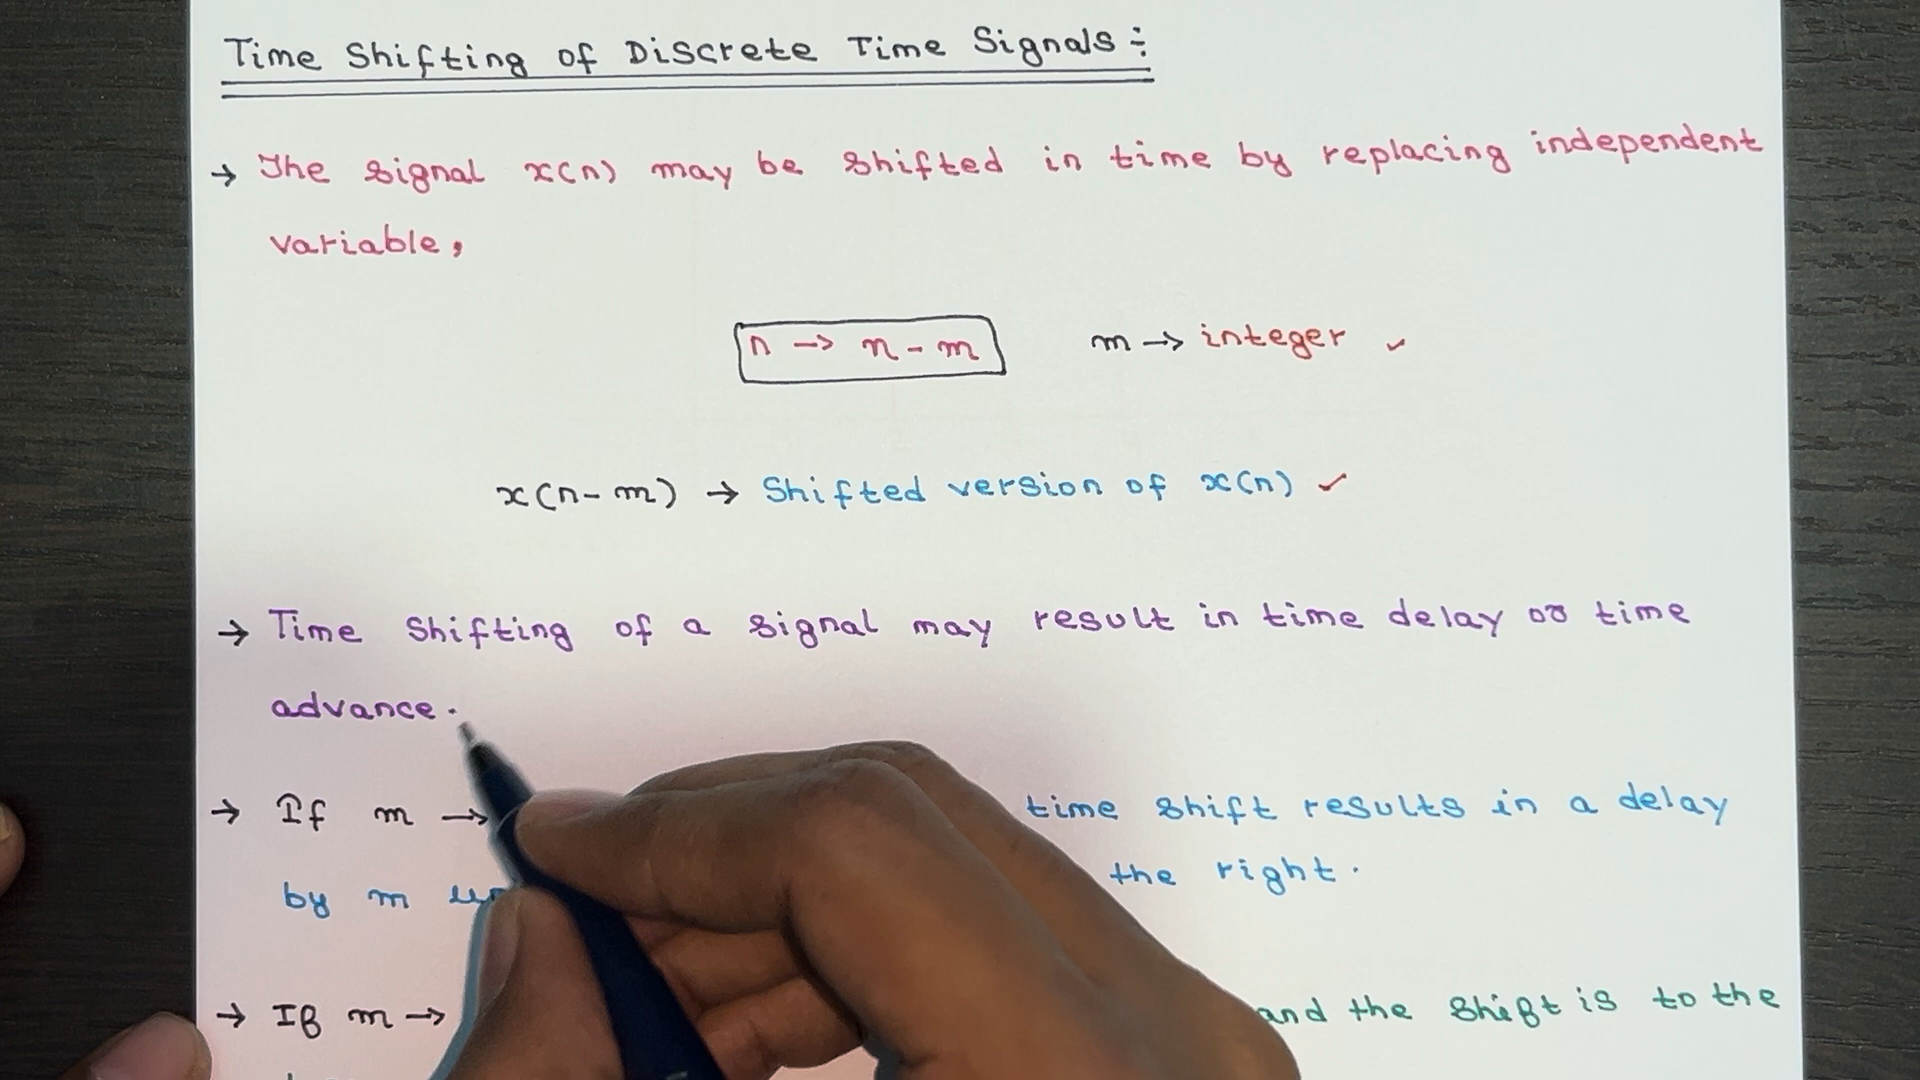 Time Shifting of Discrete Time Signals :
→ The signal x(n) may be shifted in time by replacing independent
variable,
n → n - m m → integer ✓
x(n - m) → Shifted version of x(n) ✓
→ Time Shifting of a signal may result in time delay or time
advance.
→ If m → time shift results in a delay
by m the right.
→ If m → and the shift is to the